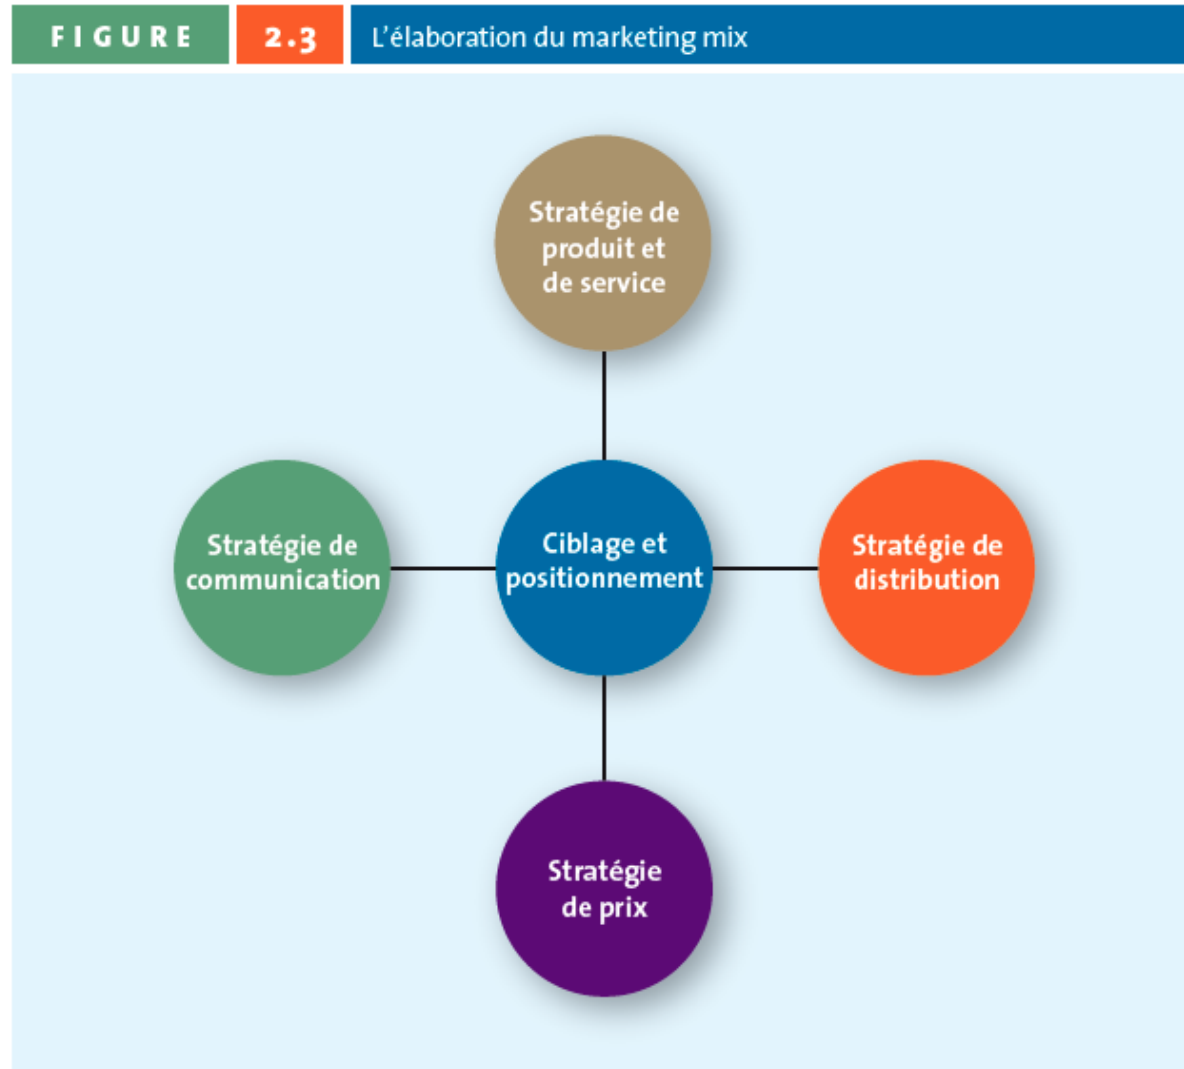 FIGURE 2.3 L'élaboration du marketing mix
Stratégie de
produit et
de service
Stratégie de
communication
Ciblage et
positionnement
Stratégie de
distribution
Stratégie
de prix